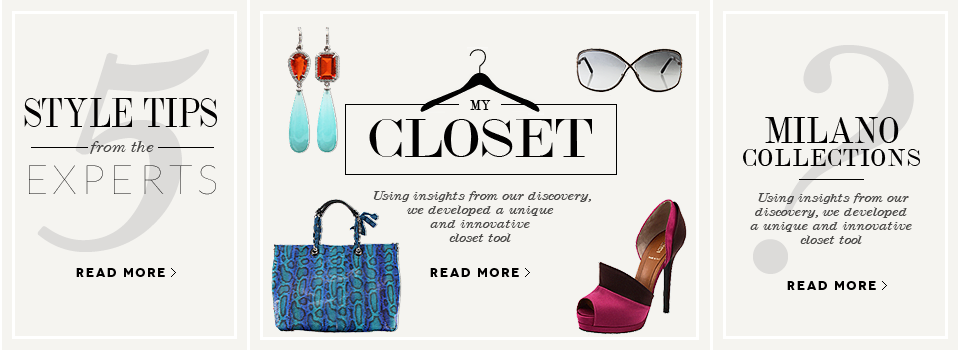 5
STYLE TIPS
from the
EXPERTS
READ MORE >
MY
CLOSET
Using insights from our discovery,
we developed a unique
and innovative
closet tool
READ MORE >
?
MILANO
COLLECTIONS
Using insights from our
discovery, we developed
a unique and innovative
closet tool
READ MORE >